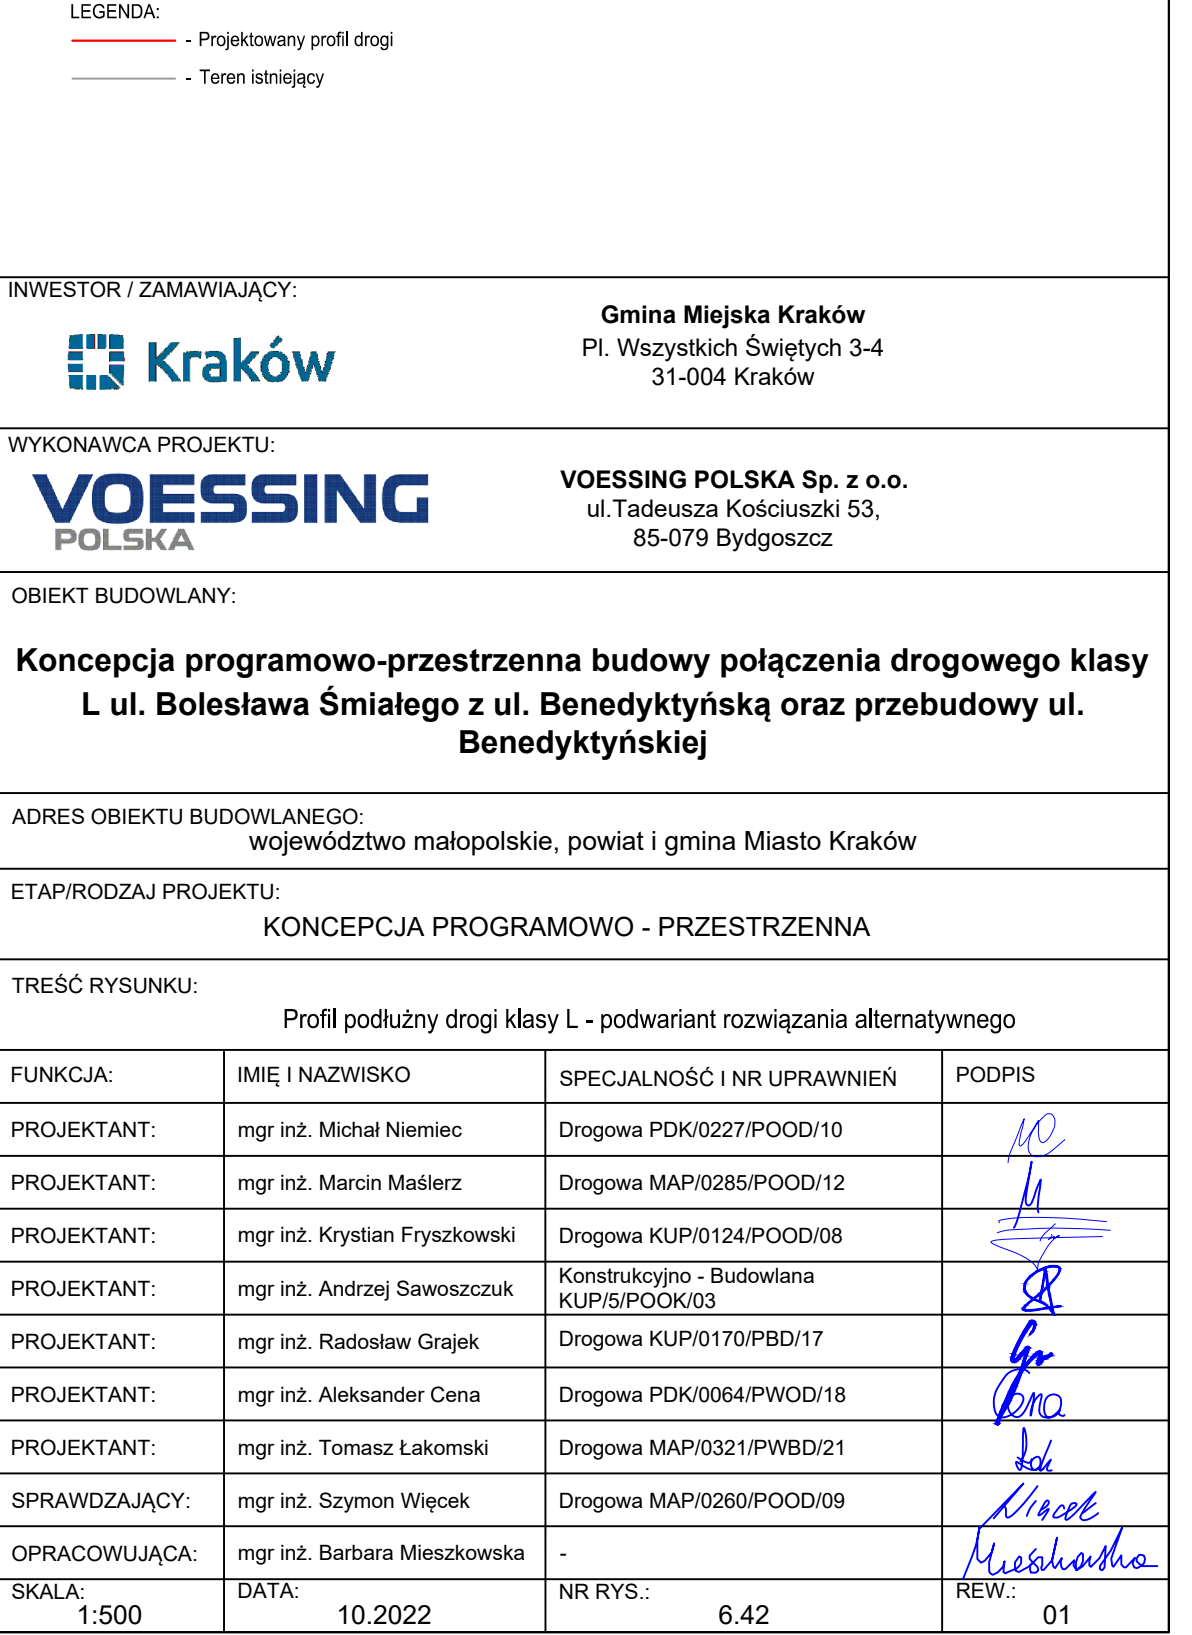 LEGENDA:
- Projektowany profil drogi
- Teren istniejący
INWESTOR / ZAMAWIAJĄCY:
Kraków
Gmina Miejska Kraków
Pl. Wszystkich Świętych 3-4
31-004 Kraków
WYKONAWCA PROJEKTU:
VOESSING
POLSKA
VOESSING POLSKA Sp. z o.o.
ul.Tadeusza Kościuszki 53,
85-079 Bydgoszcz
OBIEKT BUDOWLANY:
Koncepcja programowo-przestrzenna budowy połączenia drogowego klasy
L ul. Bolesława Śmiałego z ul. Benedyktyńską oraz przebudowy ul.
Benedyktyńskiej
ADRES OBIEKTU BUDOWLANEGO:
województwo małopolskie, powiat i gmina Miasto Kraków
ETAP/RODZAJ PROJEKTU:
KONCEPCJA PROGRAMOWO - PRZESTRZENNA
TREŚĆ RYSUNKU:
Profil podłużny drogi klasy L - podwariant rozwiązania alternatywnego
FUNKCJA: IMIĘ I NAZWISKO SPECJALNOŚĆ I NR UPRAWNIEŃ PODPIS
PROJEKTANT: mgr inż. Michał Niemiec Drogowa PDK/0227/POOD/10
PROJEKTANT: mgr inż. Marcin Maślerz Drogowa MAP/0285/POOD/12
PROJEKTANT: mgr inż. Krystian Fryszkowski Drogowa KUP/0124/POOD/08
PROJEKTANT: mgr inż. Andrzej Sawoszczuk Konstrukcyjno - Budowlana
KUP/5/POOK/03
PROJEKTANT: mgr inż. Radosław Grajek Drogowa KUP/0170/PBD/17
PROJEKTANT: mgr inż. Aleksander Cena Drogowa PDK/0064/PWOD/18 Cena
PROJEKTANT: mgr inż. Tomasz Łakomski Drogowa MAP/0321/PWBD/21
SPRAWDZAJĄCY: mgr inż. Szymon Więcek Drogowa MAP/0260/POOD/09 Więcek
OPRACOWUJĄCA: mgr inż. Barbara Mieszkowska - Mieszkowska
SKALA: DATA: NR RYS.: REW.:
1:500 10.2022 6.42 01